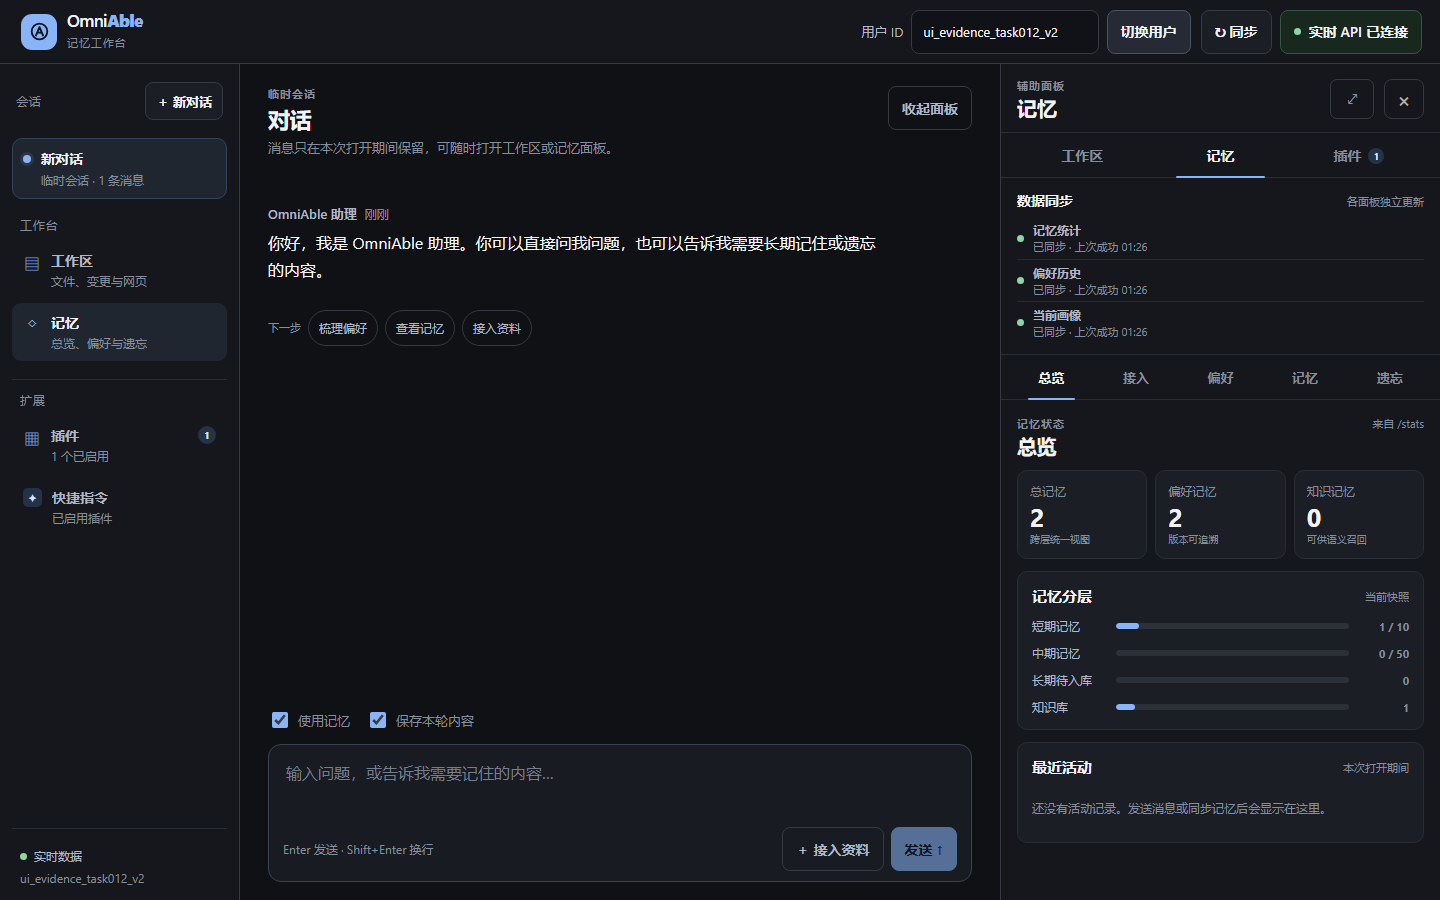 OmniAble
记忆工作台
用户 ID
ui_evidence_task012_v2
切换用户
↻ 同步
实时 API 已连接
会话
+ 新对话
新对话
临时会话 · 1 条消息
工作台
工作区
文件、变更与网页
记忆
总览、偏好与遗忘
扩展
插件
1
1 个已启用
快捷指令
已启用插件
实时数据
ui_evidence_task012_v2
临时会话
对话
消息只在本次打开期间保留，可随时打开工作区或记忆面板。
收起面板
OmniAble 助理 刚刚
你好，我是 OmniAble 助理。你可以直接问我问题，也可以告诉我需要长期记住或遗忘
的内容。
下一步
梳理偏好
查看记忆
接入资料
使用记忆
保存本轮内容
输入问题，或告诉我需要记住的内容...
Enter 发送 · Shift+Enter 换行
+ 接入资料
发送 ↑
辅助面板
记忆
工作区
记忆
插件 1
数据同步
各面板独立更新
记忆统计
已同步 · 上次成功 01:26
偏好历史
已同步 · 上次成功 01:26
当前画像
已同步 · 上次成功 01:26
总览
接入
偏好
记忆
遗忘
记忆状态
来自 /stats
总览
总记忆
2
跨层统一视图
偏好记忆
2
版本可追溯
知识记忆
0
可供语义召回
记忆分层
当前快照
短期记忆
1 / 10
中期记忆
0 / 50
长期待入库
0
知识库
1
最近活动
本次打开期间
还没有活动记录。发送消息或同步记忆后会显示在这里。